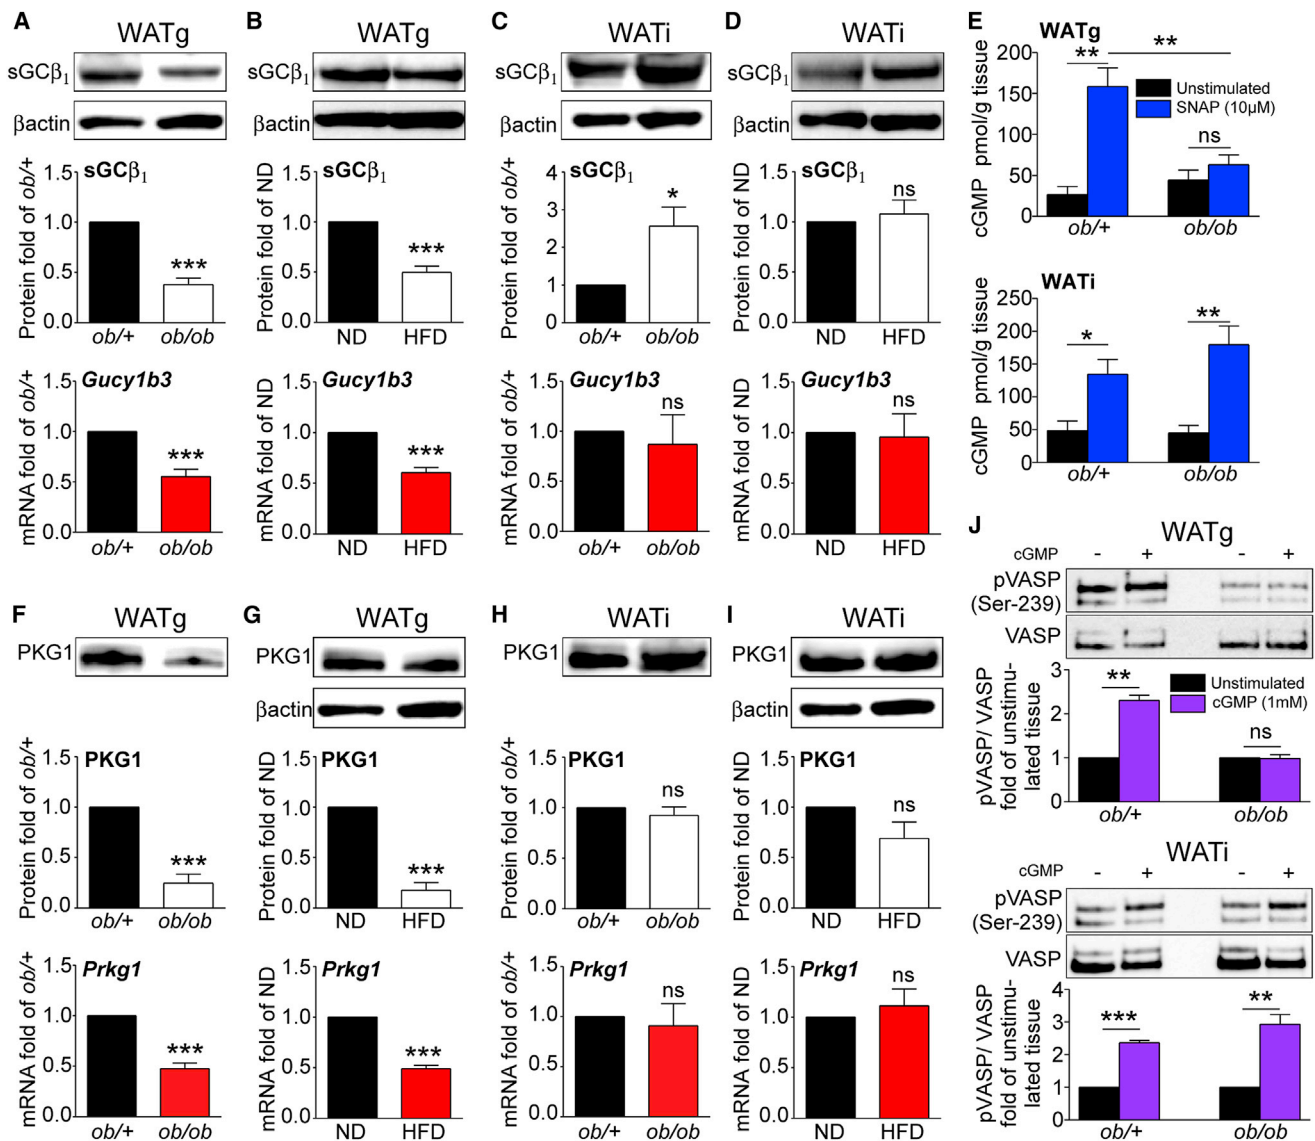 A
WATg
sGCβ1
βactin
sGCβ1
Protein fold of ob/+
1.5
1.0
0.5
0.0
***
ob/+ ob/ob
Gucy1b3
mRNA fold of ob/+
1.5
1.0
0.5
0.0
***
ob/+ ob/ob
B
WATg
sGCβ1
βactin
sGCβ1
Protein fold of ND
1.5
1.0
0.5
0.0
***
ND HFD
Gucy1b3
mRNA fold of ND
1.5
1.0
0.5
0.0
***
ND HFD
C
WATi
sGCβ1
βactin
sGCβ1
Protein fold of ob/+
4
3
2
1
0
*
ob/+ ob/ob
Gucy1b3
mRNA fold of ob/+
1.5
1.0
0.5
0.0
ns
ob/+ ob/ob
D
WATi
sGCβ1
βactin
sGCβ1
Protein fold of ND
1.5
1.0
0.5
0.0
ns
ND HFD
Gucy1b3
mRNA fold of ND
1.5
1.0
0.5
0.0
ns
ND HFD
E
WATg
cGMP pmol/g tissue
200
150
100
50
0
** **
Unstimulated
SNAP (10µM)
ns
ob/+ ob/ob
WATi
cGMP pmol/g tissue
250
200
150
100
50
0
* **
ob/+ ob/ob
F
WATg
PKG1
PKG1
Protein fold of ob/+
1.5
1.0
0.5
0.0
***
ob/+ ob/ob
Prkg1
mRNA fold of ob/+
1.5
1.0
0.5
0.0
***
ob/+ ob/ob
G
WATg
PKG1
βactin
PKG1
Protein fold of ND
1.5
1.0
0.5
0.0
***
ND HFD
Prkg1
mRNA fold of ND
1.5
1.0
0.5
0.0
***
ND HFD
H
WATi
PKG1
PKG1
Protein fold of ob/+
1.5
1.0
0.5
0.0
ns
ob/+ ob/ob
Prkg1
mRNA fold of ob/+
1.5
1.0
0.5
0.0
ns
ob/+ ob/ob
I
WATi
PKG1
βactin
PKG1
Protein fold of ND
1.5
1.0
0.5
0.0
ns
ND HFD
Prkg1
mRNA fold of ND
1.5
1.0
0.5
0.0
ns
ND HFD
J
WATg
cGMP - + - +
pVASP
(Ser-239)
VASP
pVASP/ VASP
fold of unstimu-
lated tissue
3
2
1
0
**
Unstimulated
cGMP (1mM)
ns
ob/+ ob/ob
WATi
cGMP - + - +
pVASP
(Ser-239)
VASP
pVASP/ VASP
fold of unstimu-
lated tissue
4
3
2
1
0
*** **
ob/+ ob/ob